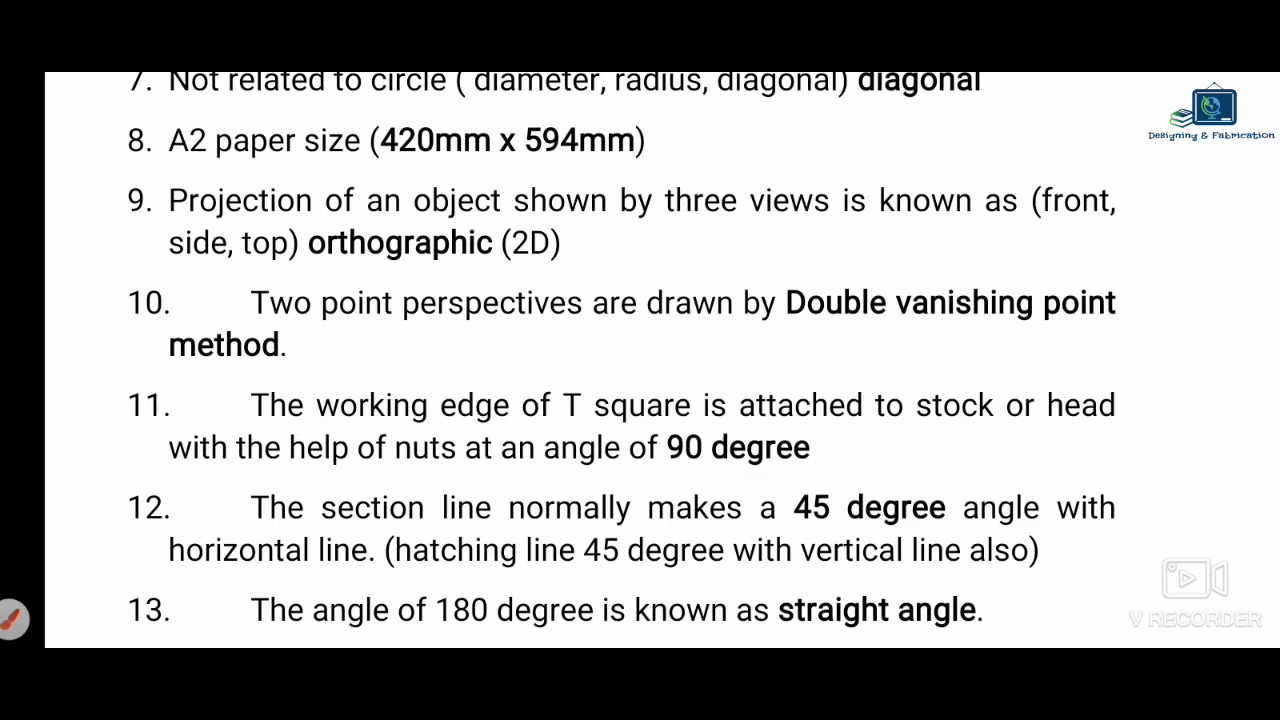 7. Not related to circle ( diameter, radius, diagonal) diagonal
8. A2 paper size (420mm x 594mm)
9. Projection of an object shown by three views is known as (front,
side, top) orthographic (2D)
10. Two point perspectives are drawn by Double vanishing point
method.
11. The working edge of T square is attached to stock or head
with the help of nuts at an angle of 90 degree
12. The section line normally makes a 45 degree angle with
horizontal line. (hatching line 45 degree with vertical line also)
13. The angle of 180 degree is known as straight angle.
Designing & Fabrication
V RECORDER